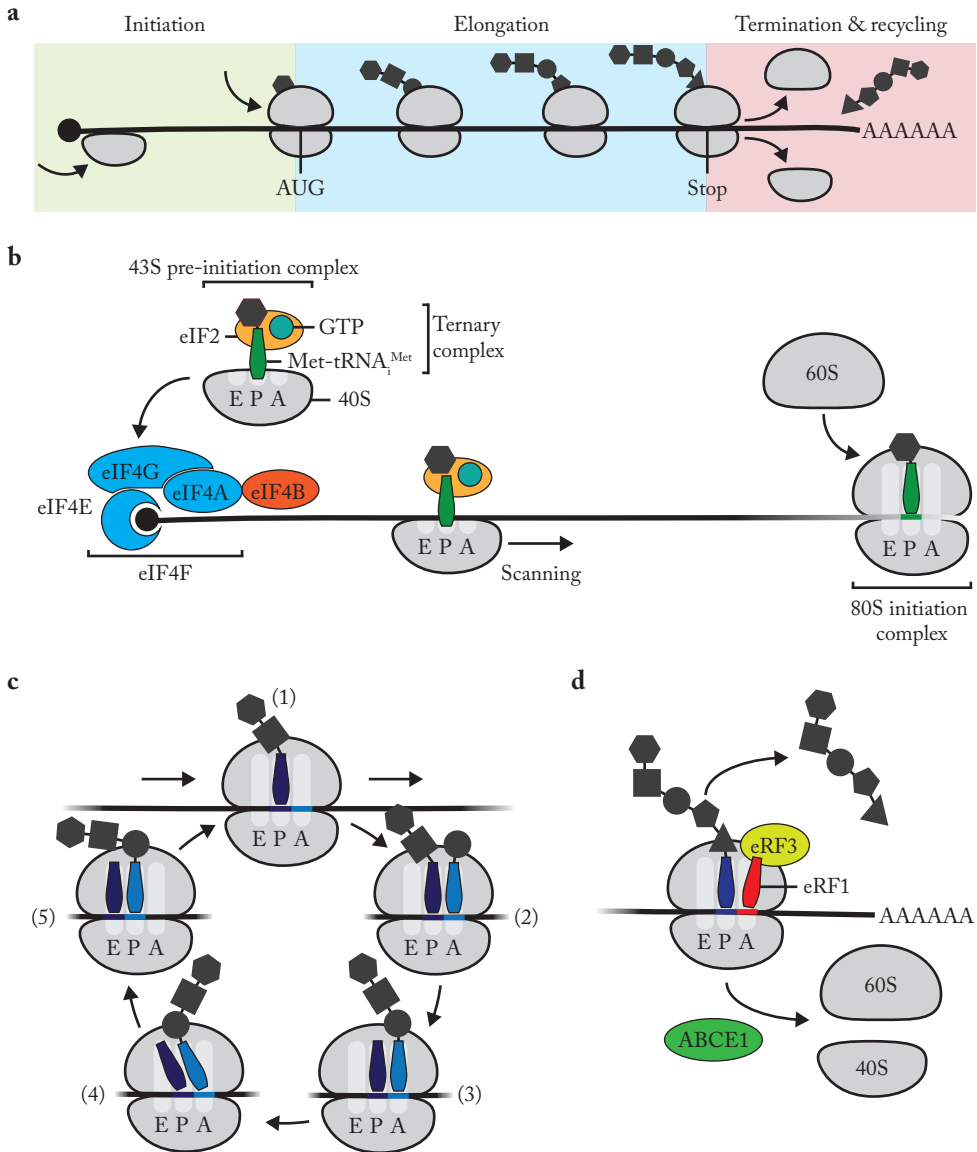 a
Initiation
Elongation
Termination & recycling
AAAAAA
AUG
Stop
b
43S pre-initiation complex
eIF2
GTP
Ternary
complex
Met-tRNAiMet
E P A
40S
60S
eIF4G
eIF4E
eIF4A
eIF4B
eIF4F
E P A
Scanning
E P A
80S initiation
complex
c
(1)
E P A
(2)
E P A
(3)
E P A
(4)
E P A
(5)
E P A
d
eRF3
eRF1
E P A
AAAAAA
ABCE1
60S
40S